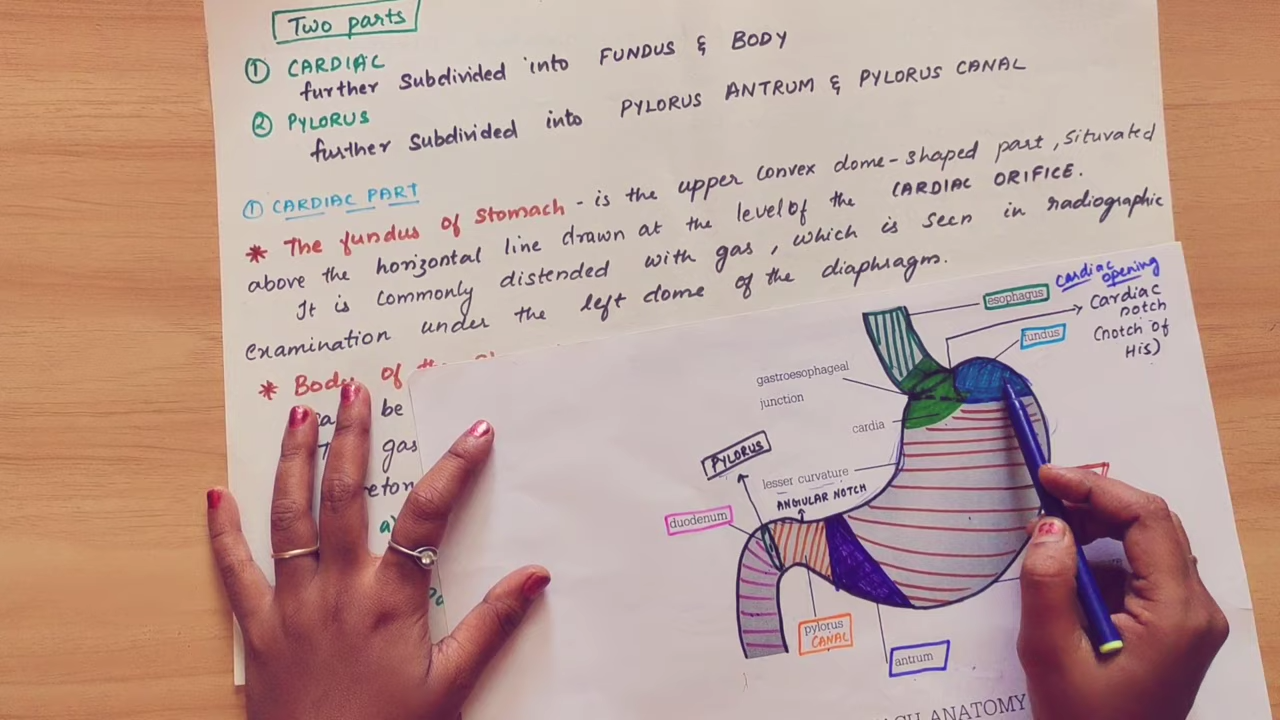 Two parts
① CARDIAC
further subdivided into FUNDUS & BODY
② PYLORUS
further subdivided into PYLORUS ANTRUM & PYLORUS CANAL
① CARDIAC PART
* The fundus of stomach - is the upper convex dome-shaped part, situvated
above the horizontal line drawn at the level of the CARDIAC ORIFICE.
It is commonly distended with gas, which is seen in radiographic
examination under the left dome of the diaphragm.
* Body of
be
gas
cardiac opening
esophagus
cardiac
notch
(notch of
His)
fundus
gastroesophageal
junction
cardia
PYLORUS
lesser curvature
ANGULAR NOTCH
duodenum
pylorus
CANAL
antrum
ANATOMY